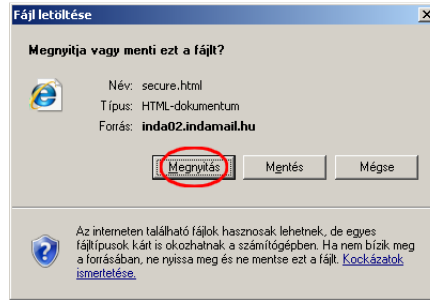 Fájl letöltése
Megnyitja vagy menti ezt a fájlt?
Név: secure.html
Típus: HTML-dokumentum
Forrás: inda02.indamail.hu
Megnyitás Mentés Mégse
Az interneten található fájlok hasznosak lehetnek, de egyes
fájltípusok kárt is okozhatnak a számítógépben. Ha nem bízik meg
a forrásában, ne nyissa meg és ne mentse ezt a fájlt. Kockázatok
ismertetése.